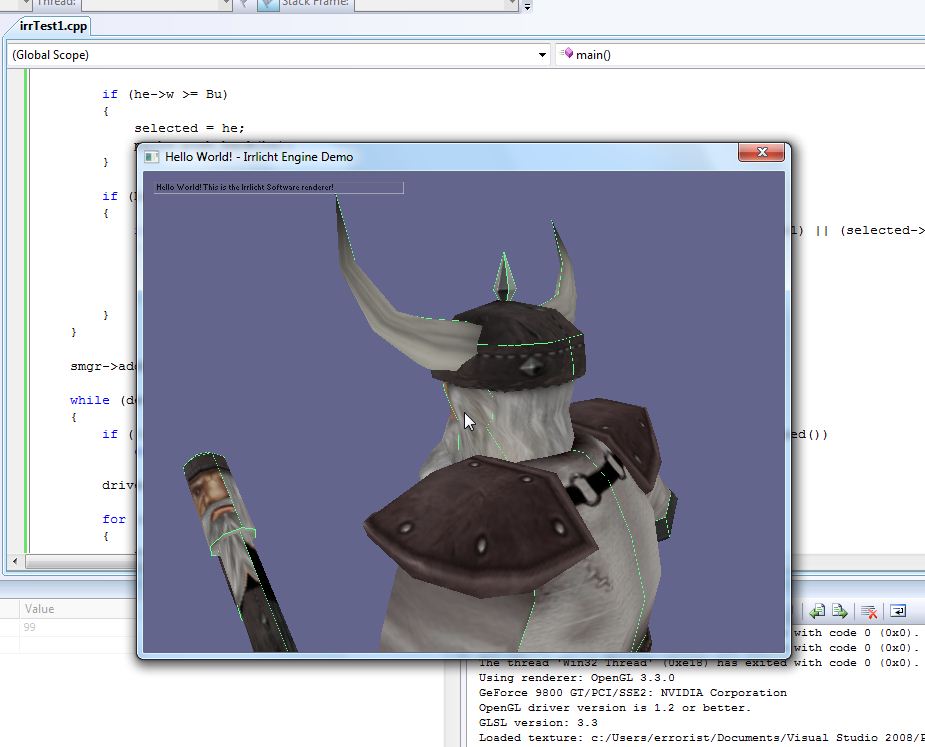 Thread:
Stack Frame:
irrTest1.cpp
(Global Scope)
main()
if (he->w >= Bu)
{
selected = he;
}
Hello World! - Irrlicht Engine Demo
Hello World! This is the Irrlicht Software renderer!
if (
{
1) || (selected->
}
}
smgr->add
while (de
{
if (
ed())
drive
for
{
Value
99
with code 0 (0x0).
with code 0 (0x0).
The thread 'Win32 Thread' (0xe18) has exited with code 0 (0x0).
Using renderer: OpenGL 3.3.0
GeForce 9800 GT/PCI/SSE2: NVIDIA Corporation
OpenGL driver version is 1.2 or better.
GLSL version: 3.3
Loaded texture: c:/Users/errorist/Documents/Visual Studio 2008/P